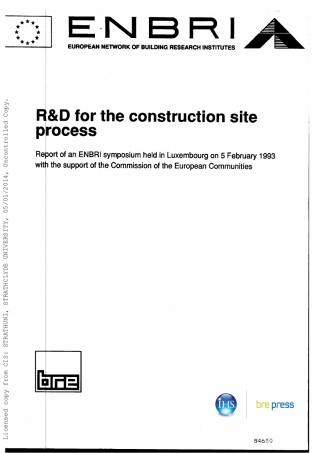 ENBRI
EUROPEAN NETWORK OF BUILDING RESEARCH INSTITUTES
R&D for the construction site
process
Report of an ENBRI symposium held in Luxembourg on 5 February 1993
with the support of the Commission of the European Communities
Licensed copy from CIS: STRATHUNI, STRATHCLYDE UNIVERSITY, 05/01/2014, Uncontrolled Copy.
bre
IHS
bre press